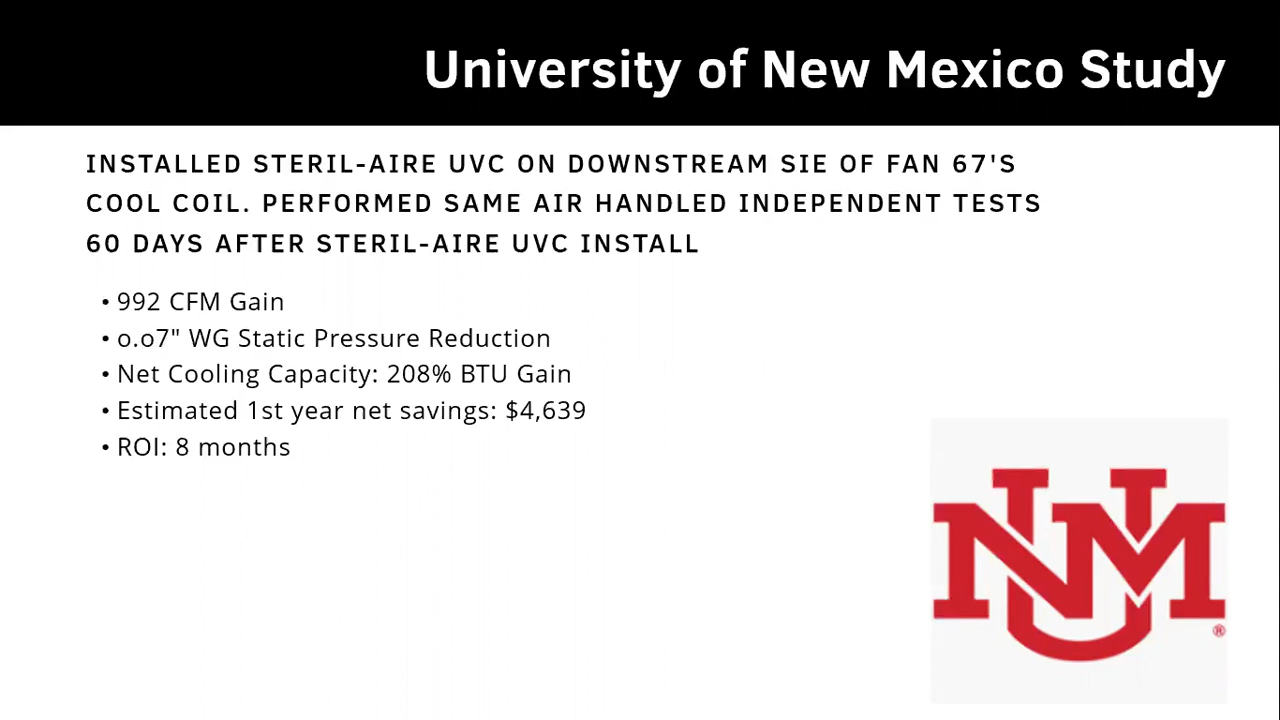 University of New Mexico Study
INSTALLED STERIL-AIRE UVC ON DOWNSTREAM SIE OF FAN 67'S
COOL COIL. PERFORMED SAME AIR HANDLED INDEPENDENT TESTS
60 DAYS AFTER STERIL-AIRE UVC INSTALL
• 992 CFM Gain
• o.o7" WG Static Pressure Reduction
• Net Cooling Capacity: 208% BTU Gain
• Estimated 1st year net savings: $4,639
• ROI: 8 months
UNM
®